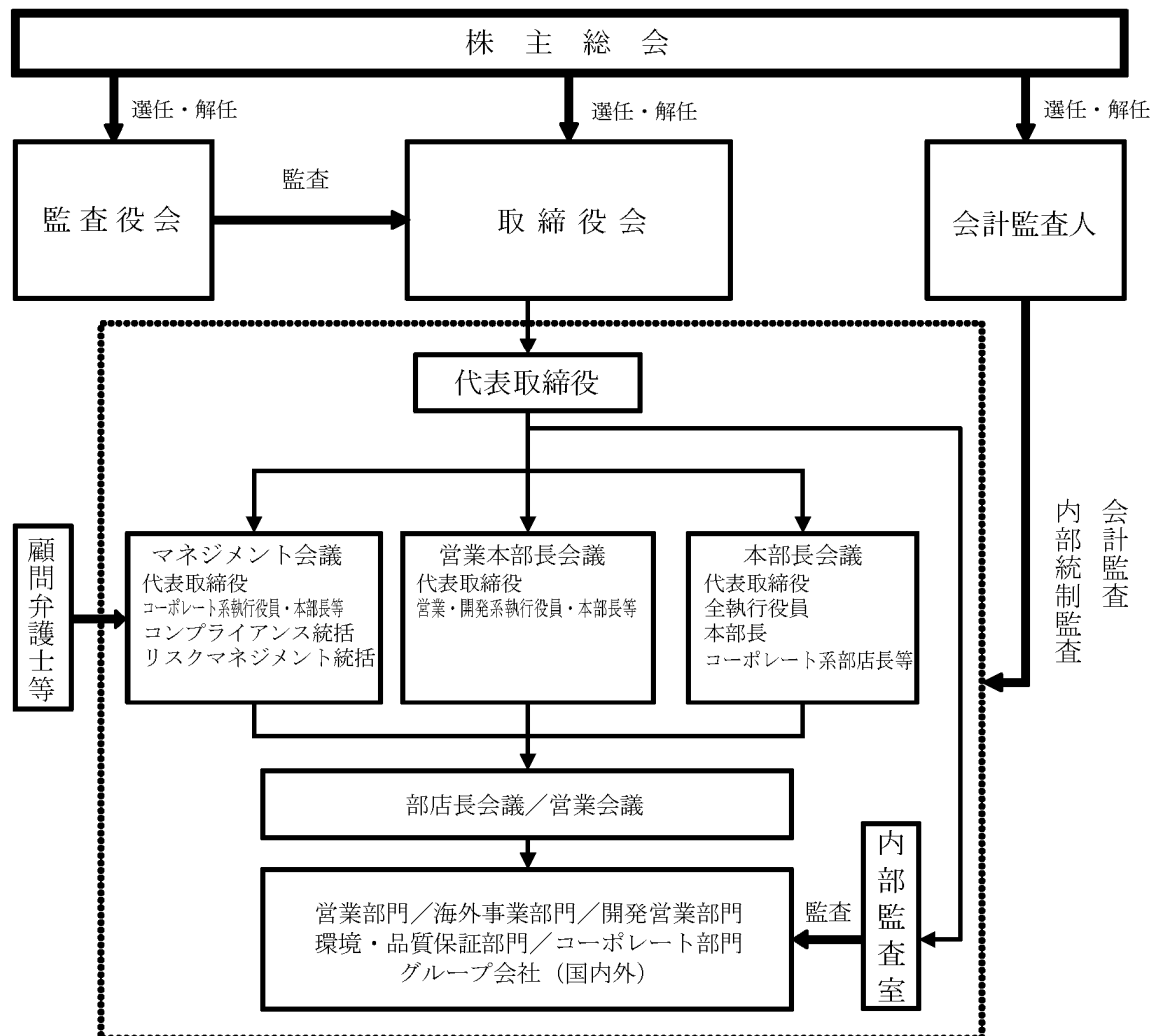 株主総会
選任・解任
選任・解任
選任・解任
監査役会
監査
取締役会
会計監査人
代表取締役
会計監査
内部統制監査
顧問弁護士等
マネジメント会議
代表取締役
コーポレート系執行役員・本部長等
コンプライアンス統括
リスクマネジメント統括
営業本部長会議
代表取締役
営業・開発系執行役員・本部長等
本部長会議
代表取締役
全執行役員
本部長
コーポレート系部店長等
部店長会議／営業会議
営業部門／海外事業部門／開発営業部門
環境・品質保証部門／コーポレート部門
グループ会社（国内外）
監査
内部監査室